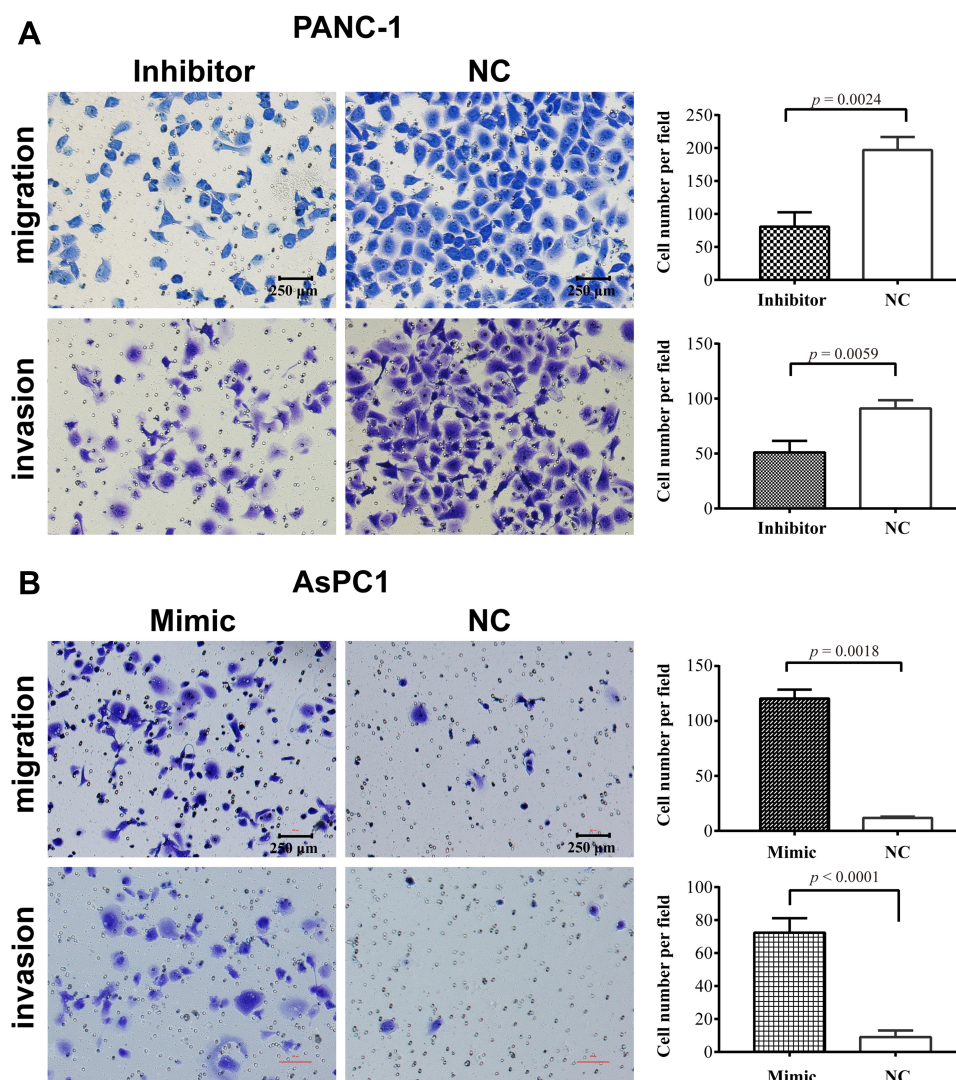 A
PANC-1
Inhibitor
NC
migration
250 μm
250 μm
Cell number per field
250
200
150
100
50
0
p = 0.0024
Inhibitor
NC
invasion
Cell number per field
150
100
50
0
p = 0.0059
Inhibitor
NC
B
AsPC1
Mimic
NC
migration
250 μm
250 μm
Cell number per field
150
100
50
0
p = 0.0018
Mimic
NC
invasion
Cell number per field
100
80
60
40
20
0
p < 0.0001
Mimic
NC